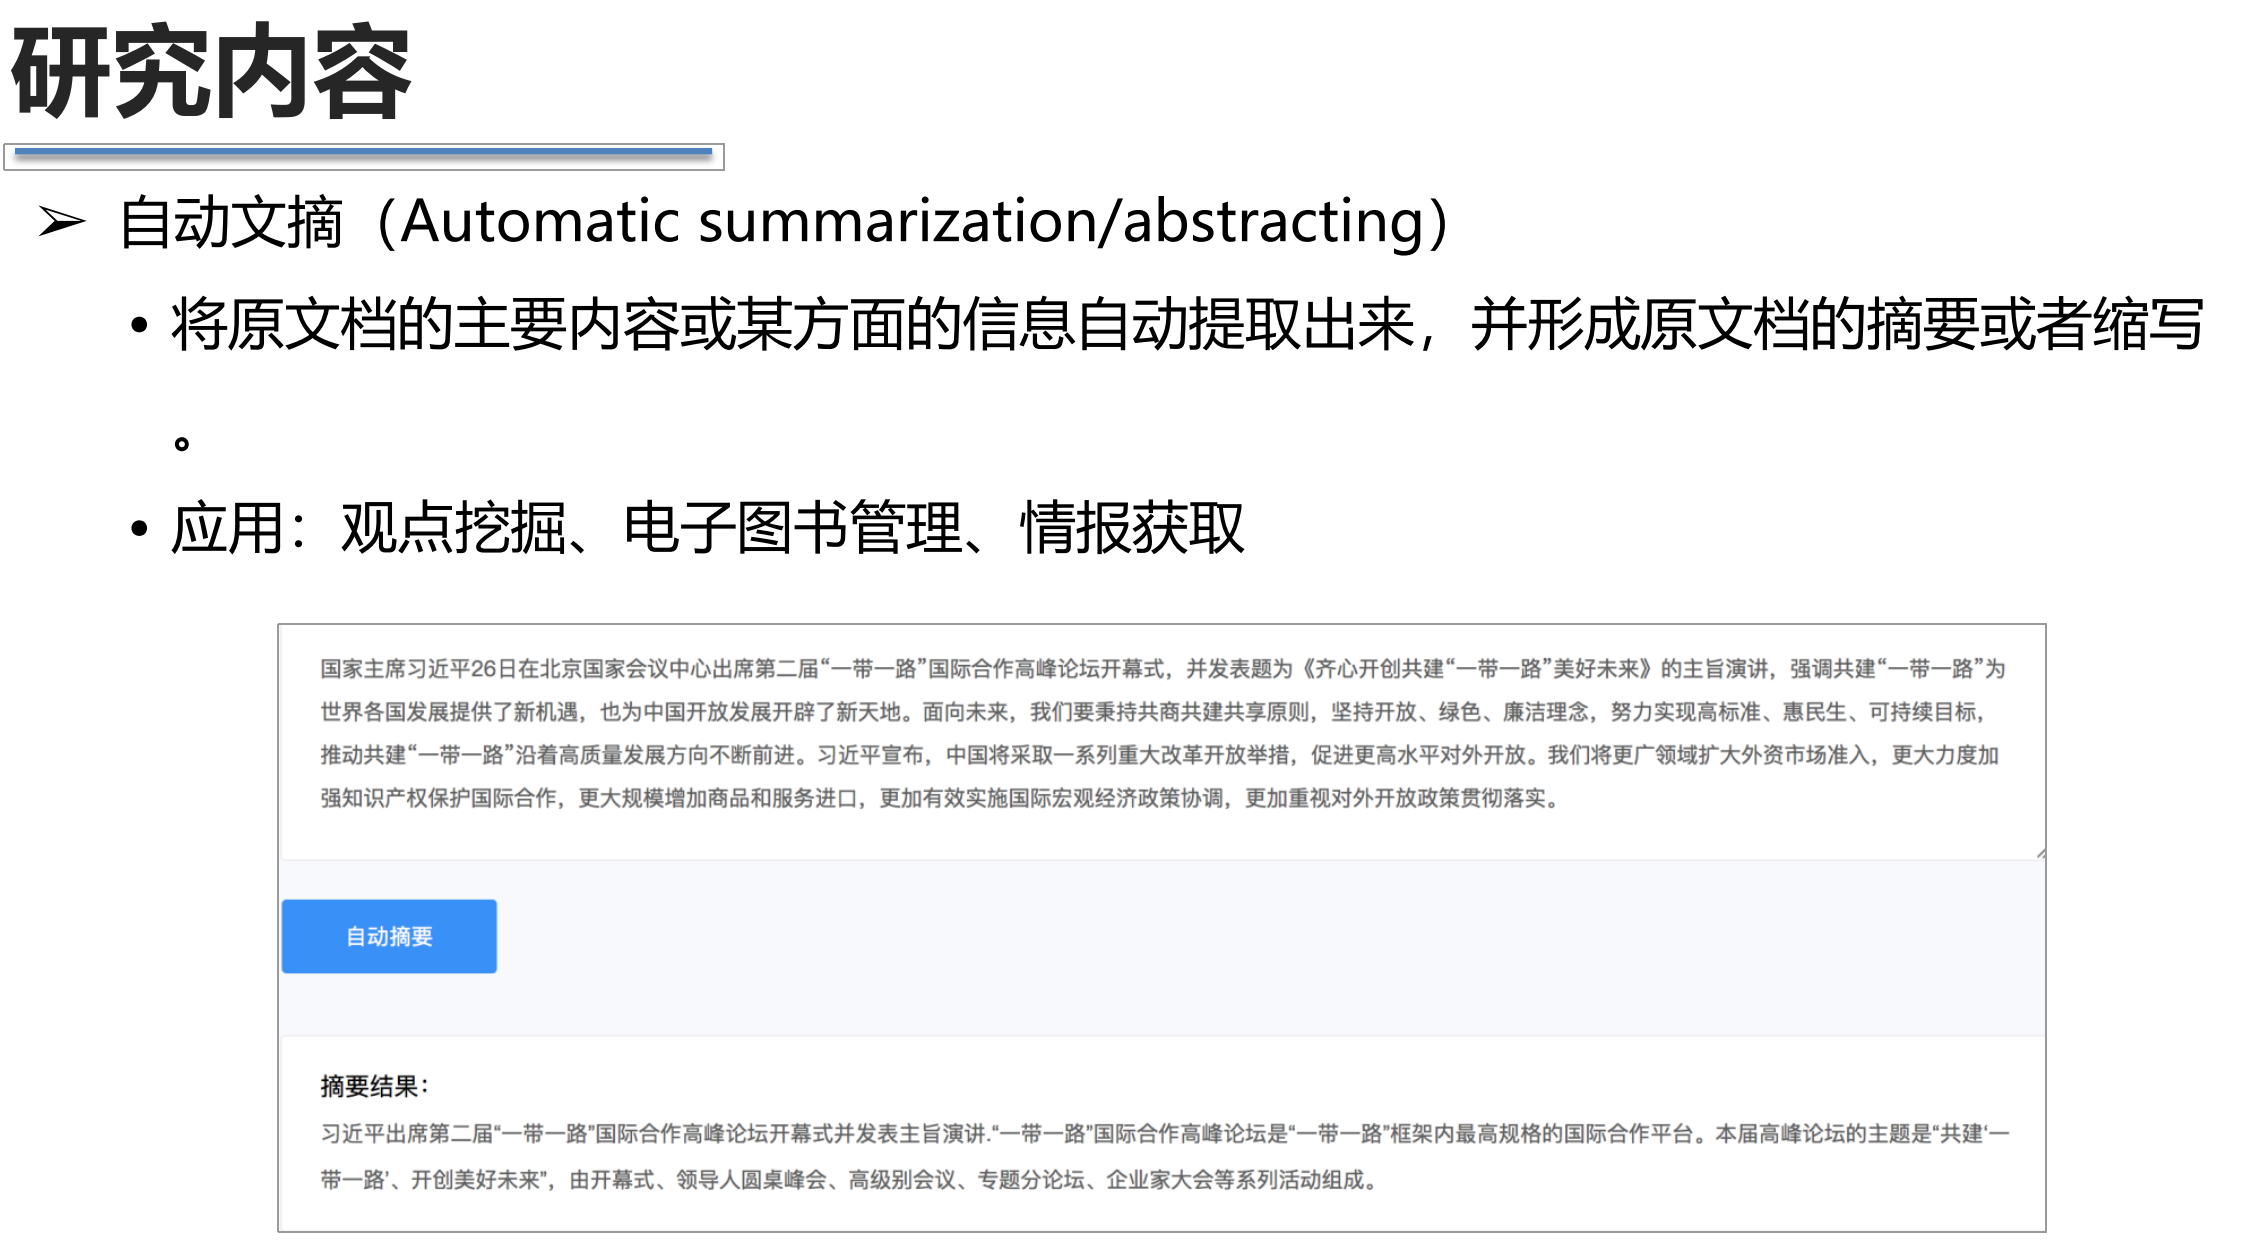 研究内容
➢ 自动文摘（Automatic summarization/abstracting）
• 将原文档的主要内容或某方面的信息自动提取出来，并形成原文档的摘要或者缩写
。
• 应用：观点挖掘、电子图书管理、情报获取
国家主席习近平26日在北京国家会议中心出席第二届“一带一路”国际合作高峰论坛开幕式，并发表题为《齐心开创共建“一带一路”美好未来》的主旨演讲，强调共建“一带一路”为
世界各国发展提供了新机遇，也为中国开放发展开辟了新天地。面向未来，我们要秉持共商共建共享原则，坚持开放、绿色、廉洁理念，努力实现高标准、惠民生、可持续目标，
推动共建“一带一路”沿着高质量发展方向不断前进。习近平宣布，中国将采取一系列重大改革开放举措，促进更高水平对外开放。我们将更广领域扩大外资市场准入，更大力度加
强知识产权保护国际合作，更大规模增加商品和服务进口，更加有效实施国际宏观经济政策协调，更加重视对外开放政策贯彻落实。
自动摘要
摘要结果：
习近平出席第二届“一带一路”国际合作高峰论坛开幕式并发表主旨演讲.“一带一路”国际合作高峰论坛是“一带一路”框架内最高规格的国际合作平台。本届高峰论坛的主题是“共建‘一
带一路’、开创美好未来”，由开幕式、领导人圆桌峰会、高级别会议、专题分论坛、企业家大会等系列活动组成。